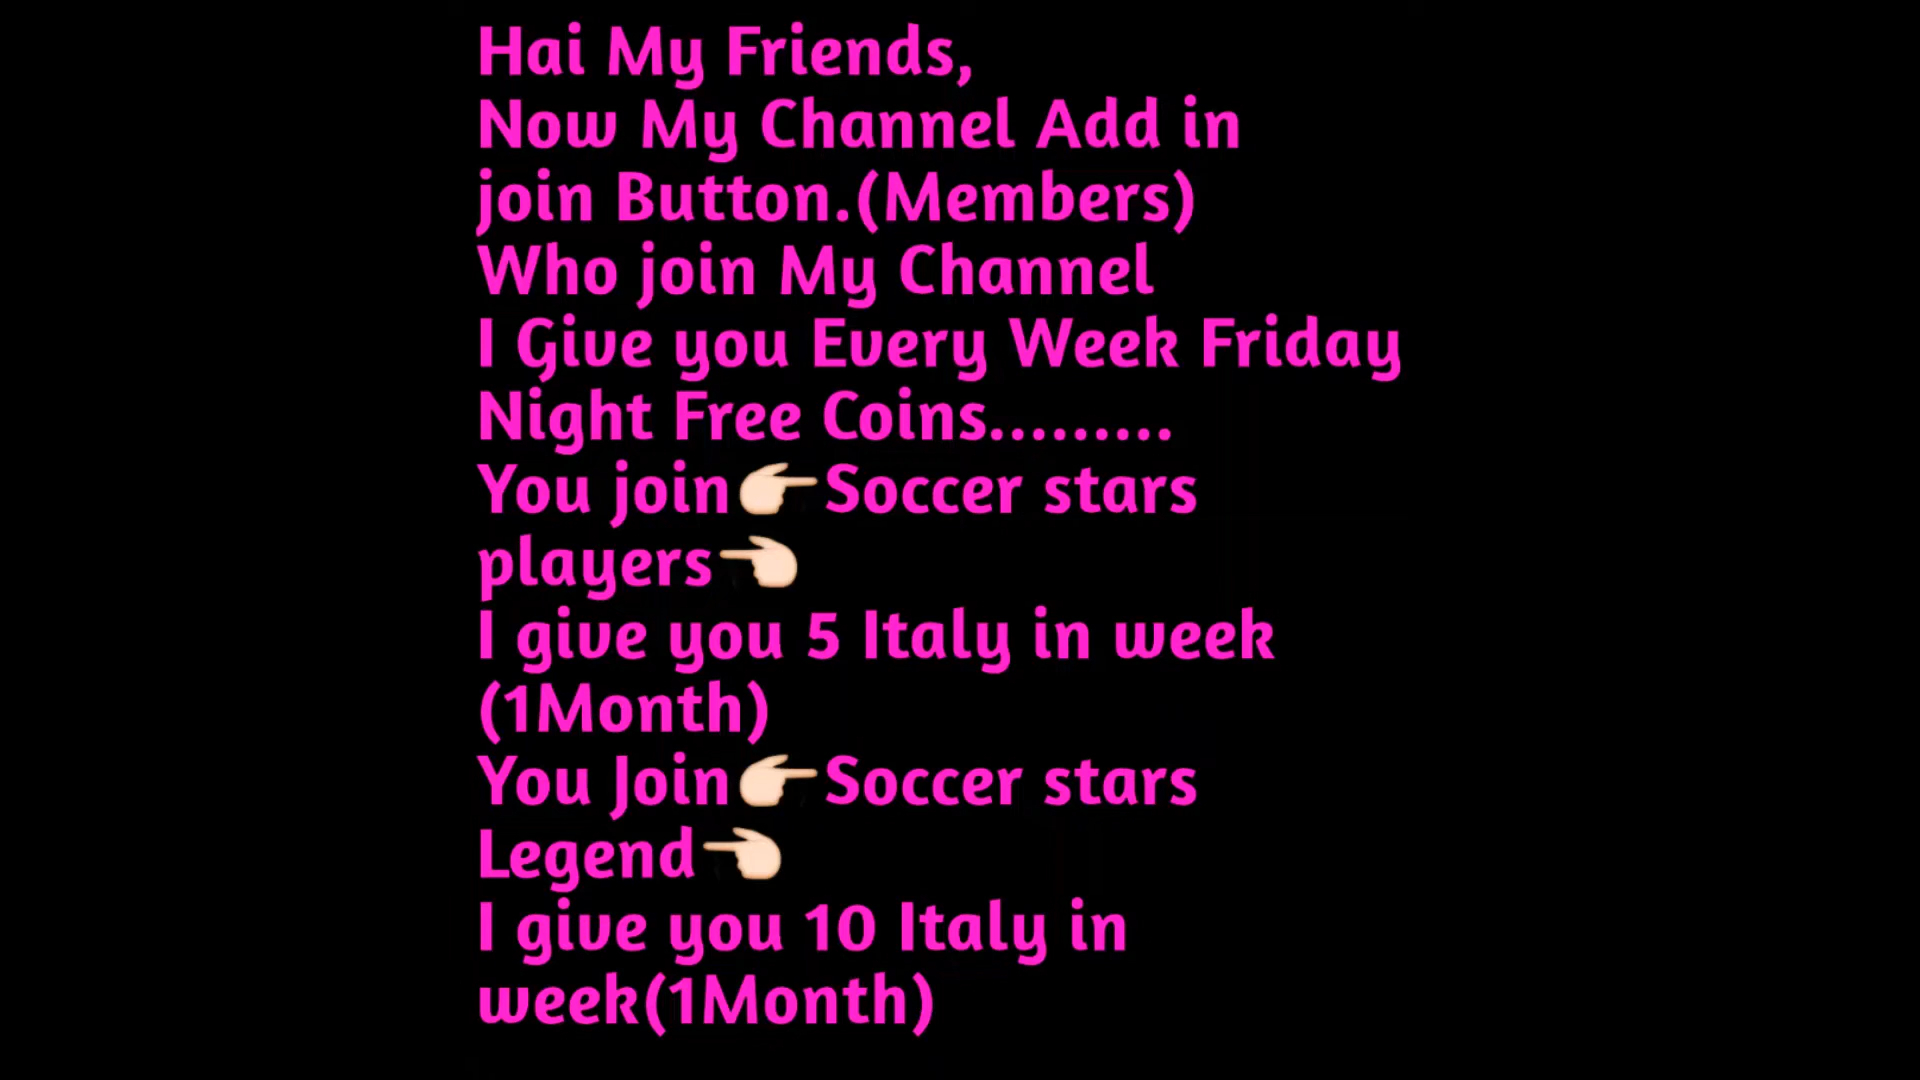 Hai My Friends,
Now My Channel Add in
join Button.(Members)
Who join My Channel
I Give you Every Week Friday
Night Free Coins.........
You join👉🏻Soccer stars
players👈🏻
I give you 5 Italy in week
(1Month)
You Join👉🏻Soccer stars
Legend👈🏻
I give you 10 Italy in
week(1Month)